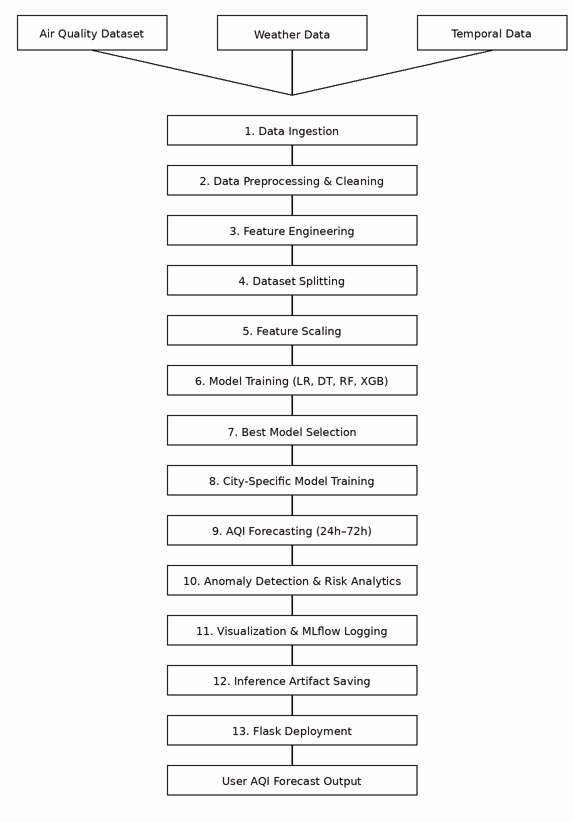 Air Quality Dataset
Weather Data
Temporal Data
1. Data Ingestion
2. Data Preprocessing & Cleaning
3. Feature Engineering
4. Dataset Splitting
5. Feature Scaling
6. Model Training (LR, DT, RF, XGB)
7. Best Model Selection
8. City-Specific Model Training
9. AQI Forecasting (24h–72h)
10. Anomaly Detection & Risk Analytics
11. Visualization & MLflow Logging
12. Inference Artifact Saving
13. Flask Deployment
User AQI Forecast Output